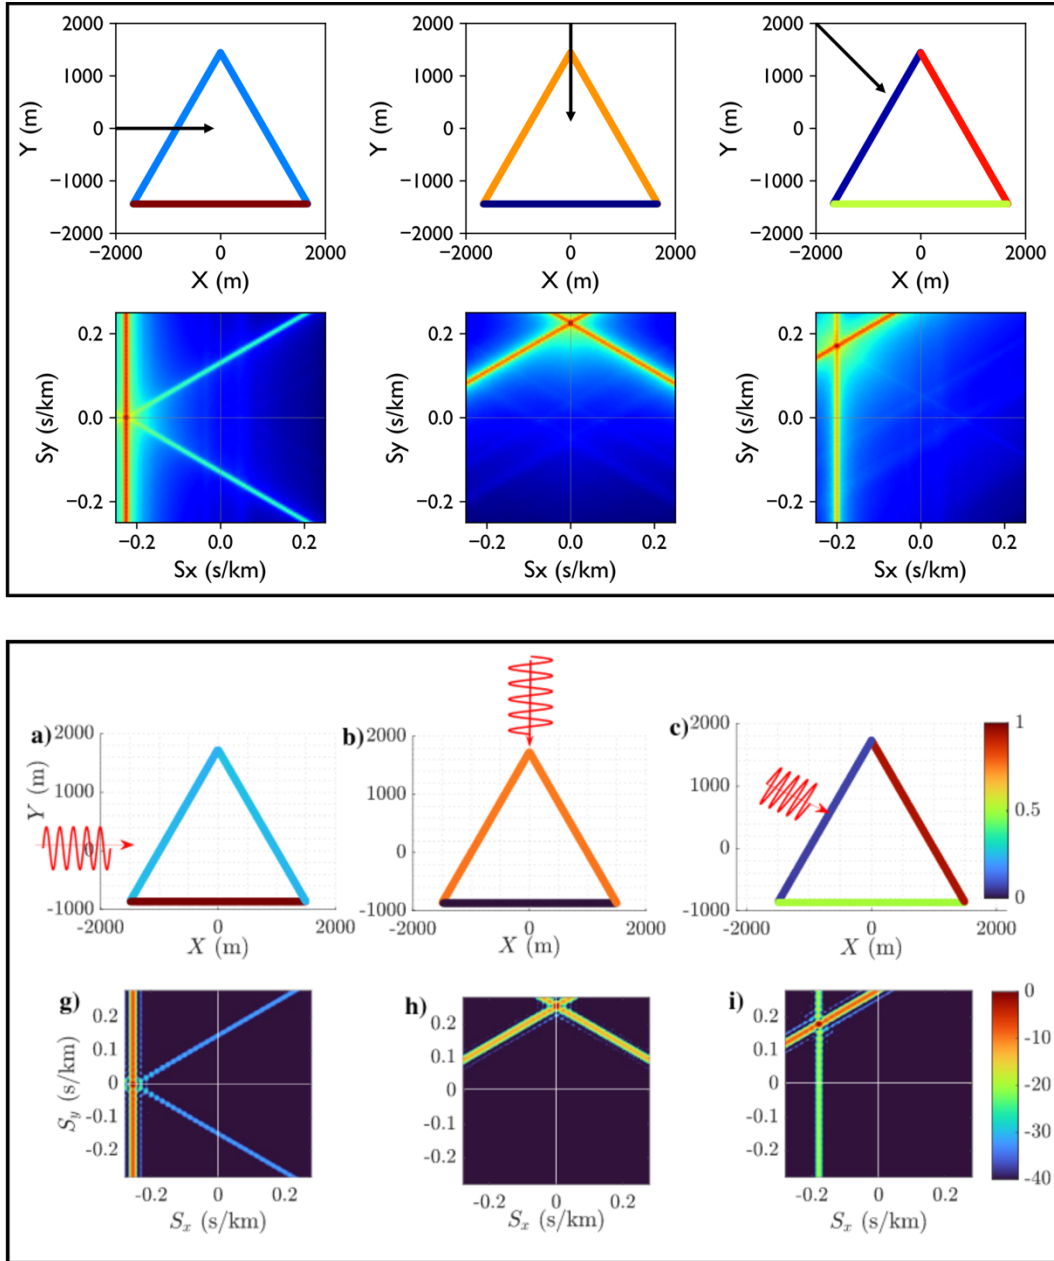 2000
1000
0
−1000
−2000
Y (m)
−2000 0 2000
X (m)
2000
1000
0
−1000
−2000
Y (m)
−2000 0 2000
X (m)
2000
1000
0
−1000
−2000
Y (m)
−2000 0 2000
X (m)
0.2
0.0
−0.2
Sy (s/km)
−0.2 0.0 0.2
Sx (s/km)
0.2
0.0
−0.2
Sy (s/km)
−0.2 0.0 0.2
Sx (s/km)
0.2
0.0
−0.2
Sy (s/km)
−0.2 0.0 0.2
Sx (s/km)
a)
2000
1000
0
-1000
Y (m)
-2000 0 2000
X (m)
b)
2000
1000
0
-1000
-2000 0 2000
X (m)
c)
2000
1000
0
-1000
-2000 0 2000
X (m)
1
0.5
0
g)
0.2
0.1
0
-0.1
-0.2
S_y (s/km)
-0.2 0 0.2
S_x (s/km)
h)
0.2
0.1
0
-0.1
-0.2
-0.2 0 0.2
S_x (s/km)
i)
0.2
0.1
0
-0.1
-0.2
-0.2 0 0.2
S_x (s/km)
0
-10
-20
-30
-40